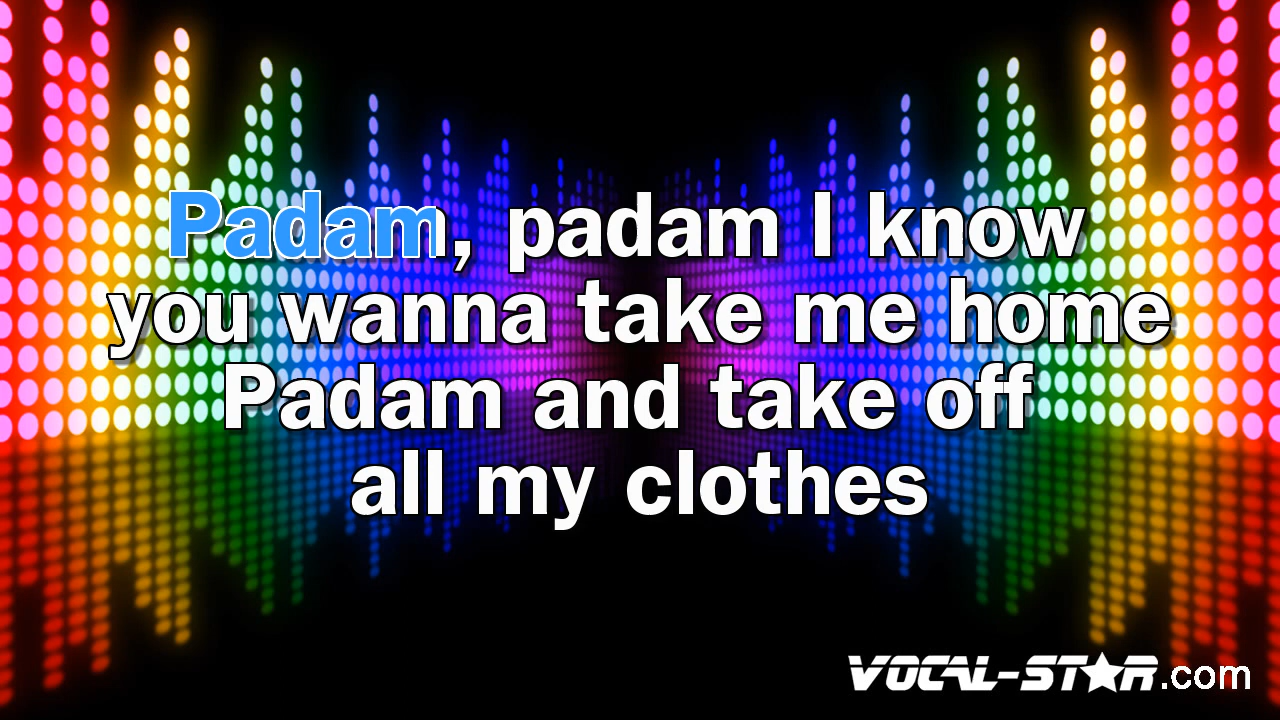 Padam, padam I know
you wanna take me home
Padam and take off
all my clothes
VOCAL-STAR.com